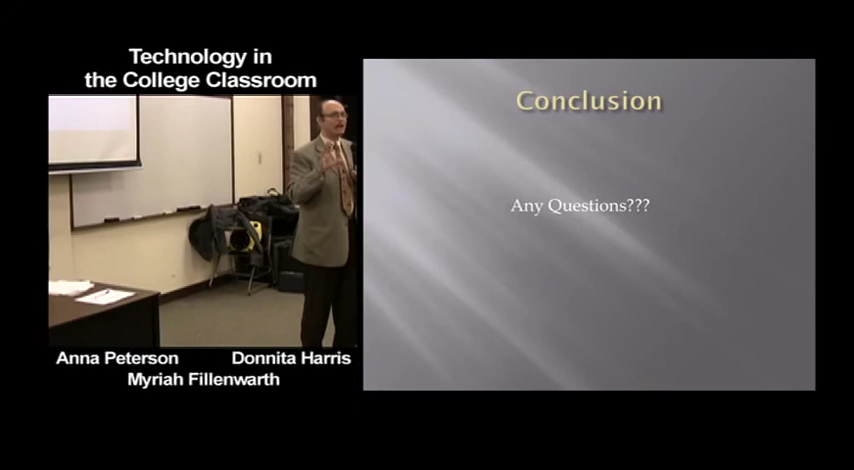 Technology in
the College Classroom
Conclusion
Any Questions???
Anna Peterson
Donnita Harris
Myriah Fillenwarth